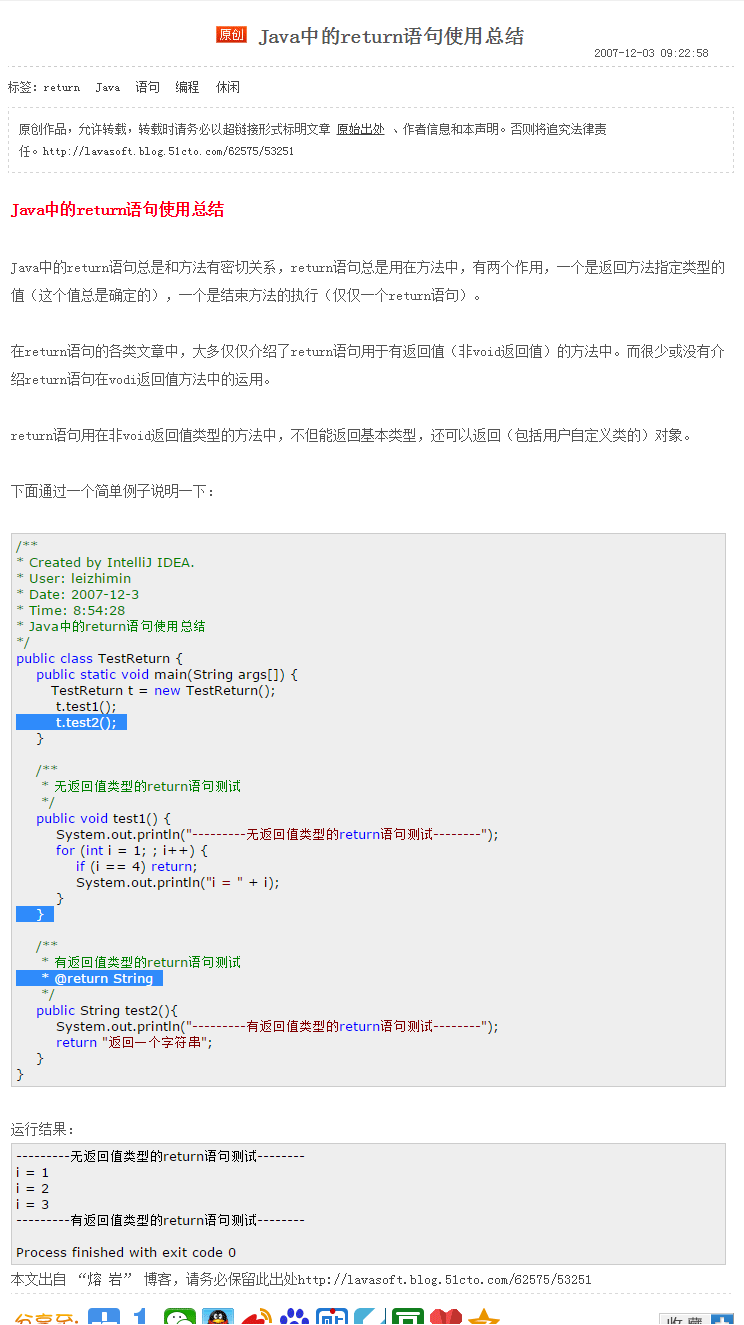 原创 Java中的return语句使用总结
2007-12-03 09:22:58
标签：return Java 语句 编程 休闲
原创作品，允许转载，转载时请务必以超链接形式标明文章 原始出处 、作者信息和本声明。否则将追究法律责
任。http://lavasoft.blog.51cto.com/62575/53251
Java中的return语句使用总结
Java中的return语句总是和方法有密切关系，return语句总是用在方法中，有两个作用，一个是返回方法指定类型的
值（这个值总是确定的），一个是结束方法的执行（仅仅一个return语句）。
在return语句的各类文章中，大多仅仅介绍了return语句用于有返回值（非void返回值）的方法中。而很少或没有介
绍return语句在vodi返回值方法中的运用。
return语句用在非void返回值类型的方法中，不但能返回基本类型，还可以返回（包括用户自定义类的）对象。
下面通过一个简单例子说明一下：
/**
* Created by IntelliJ IDEA.
* User: leizhimin
* Date: 2007-12-3
* Time: 8:54:28
* Java中的return语句使用总结
*/
public class TestReturn {
public static void main(String args[]) {
TestReturn t = new TestReturn();
t.test1();
t.test2();
}
/**
* 无返回值类型的return语句测试
*/
public void test1() {
System.out.println("---------无返回值类型的return语句测试--------");
for (int i = 1; ; i++) {
if (i == 4) return;
System.out.println("i = " + i);
}
}
/**
* 有返回值类型的return语句测试
* @return String
*/
public String test2(){
System.out.println("---------有返回值类型的return语句测试--------");
return "返回一个字符串";
}
}
运行结果：
---------无返回值类型的return语句测试--------
i = 1
i = 2
i = 3
---------有返回值类型的return语句测试--------
Process finished with exit code 0
本文出自 “熔 岩” 博客，请务必保留此出处http://lavasoft.blog.51cto.com/62575/53251
分享至: 收 藏